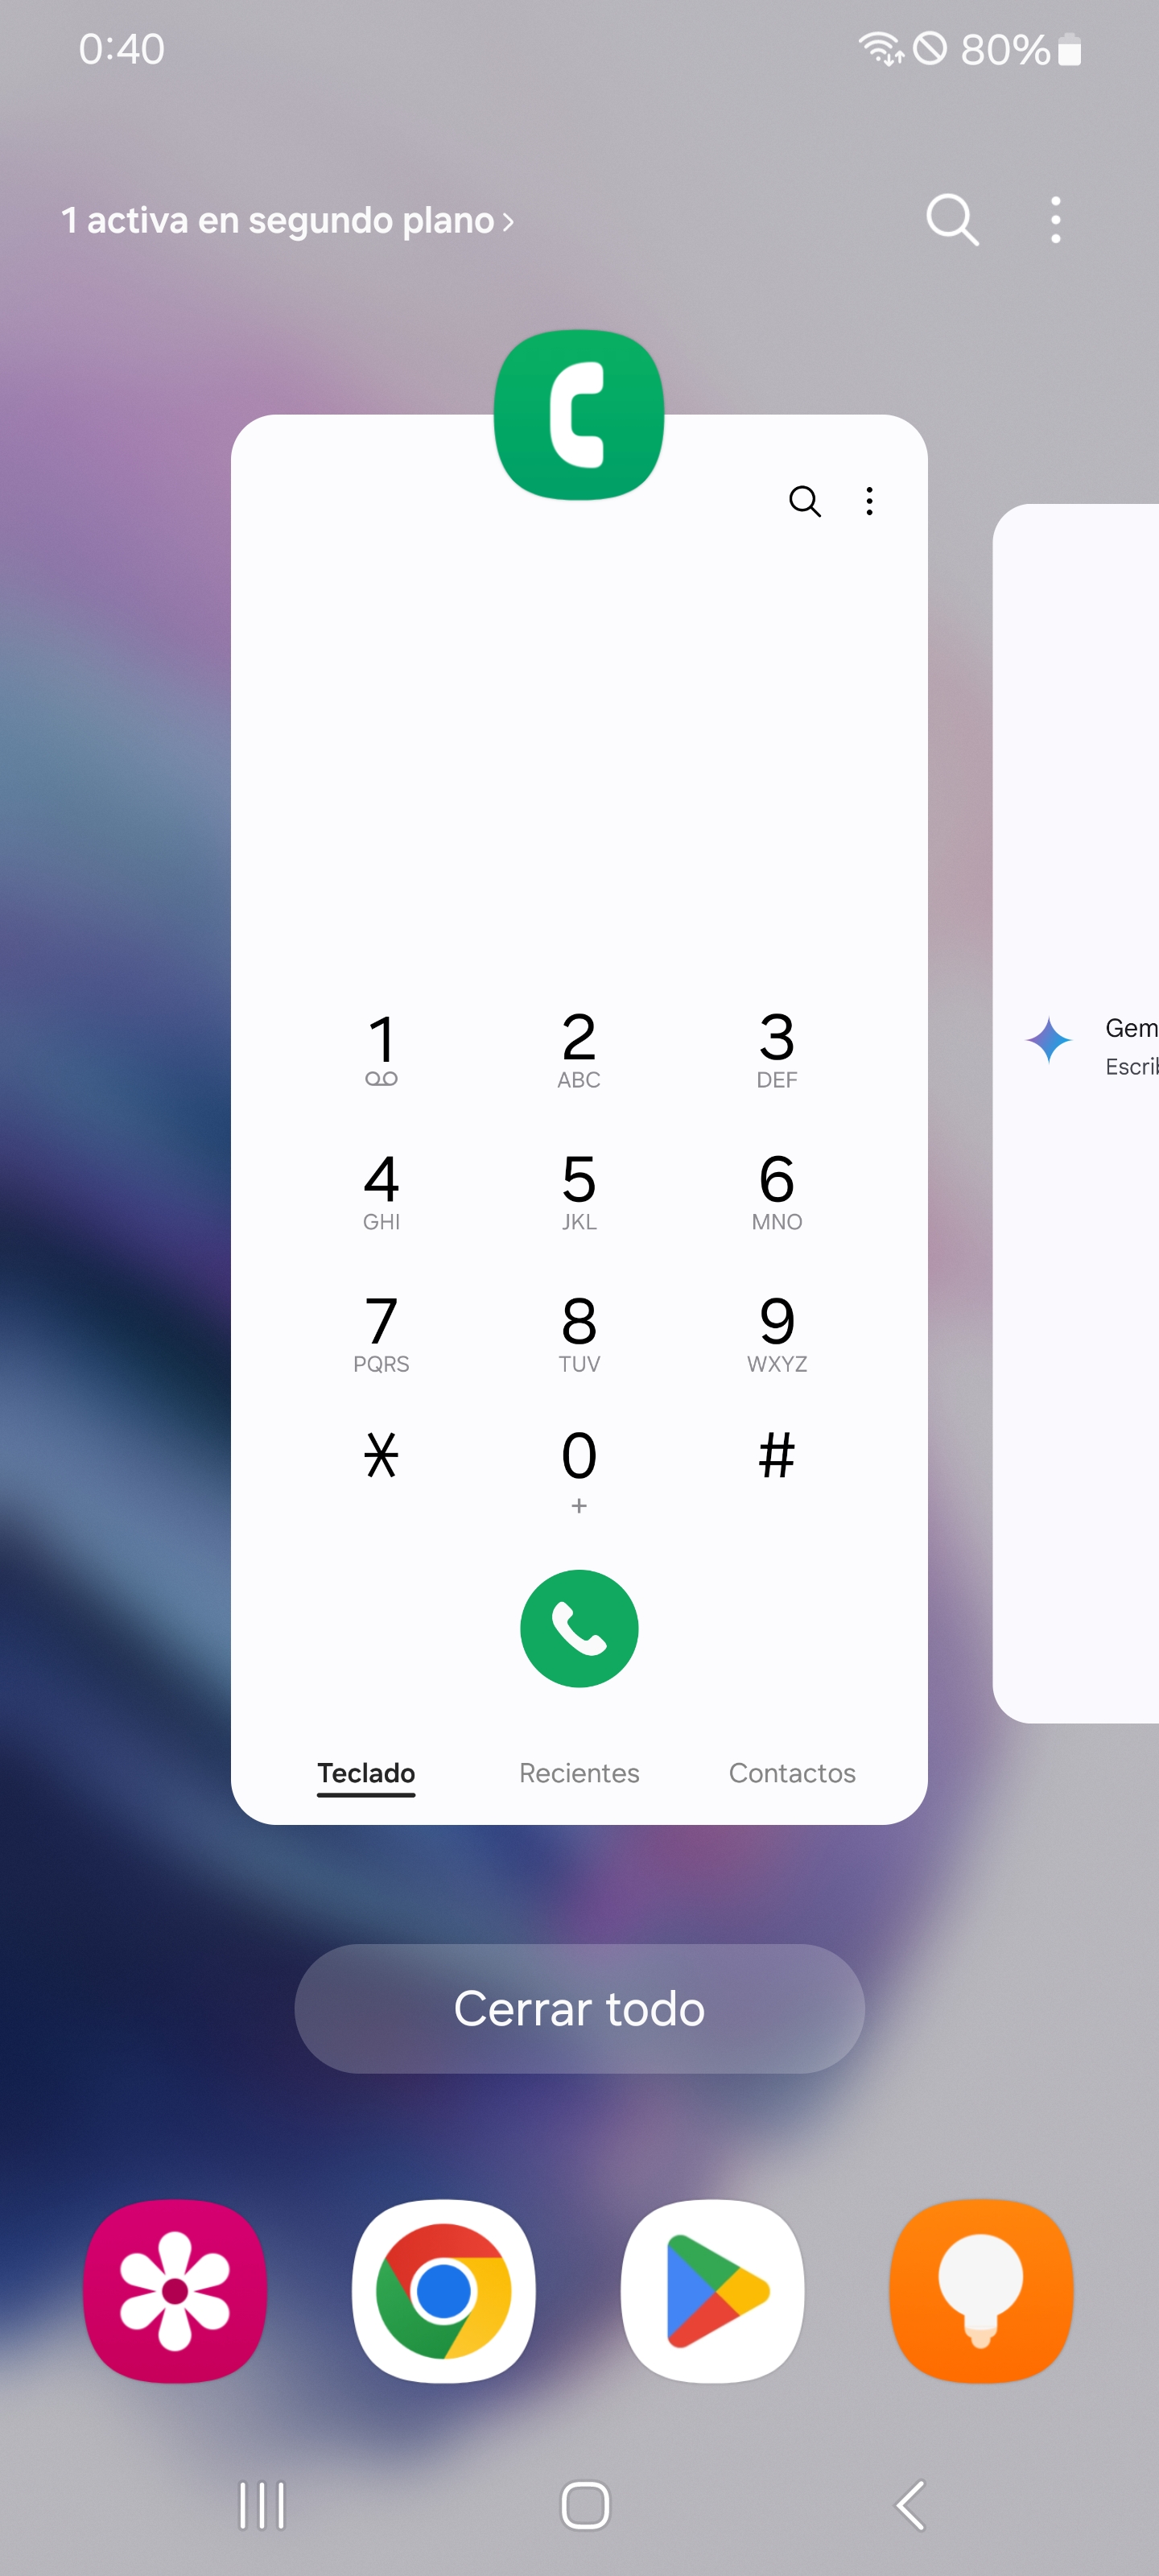 0:40 80%
1 activa en segundo plano >
1 2 3
ABC DEF
4 5 6
GHI JKL MNO
7 8 9
PQRS TUV WXYZ
* 0 #
+
Teclado Recientes Contactos
Gem
Escrib
Cerrar todo